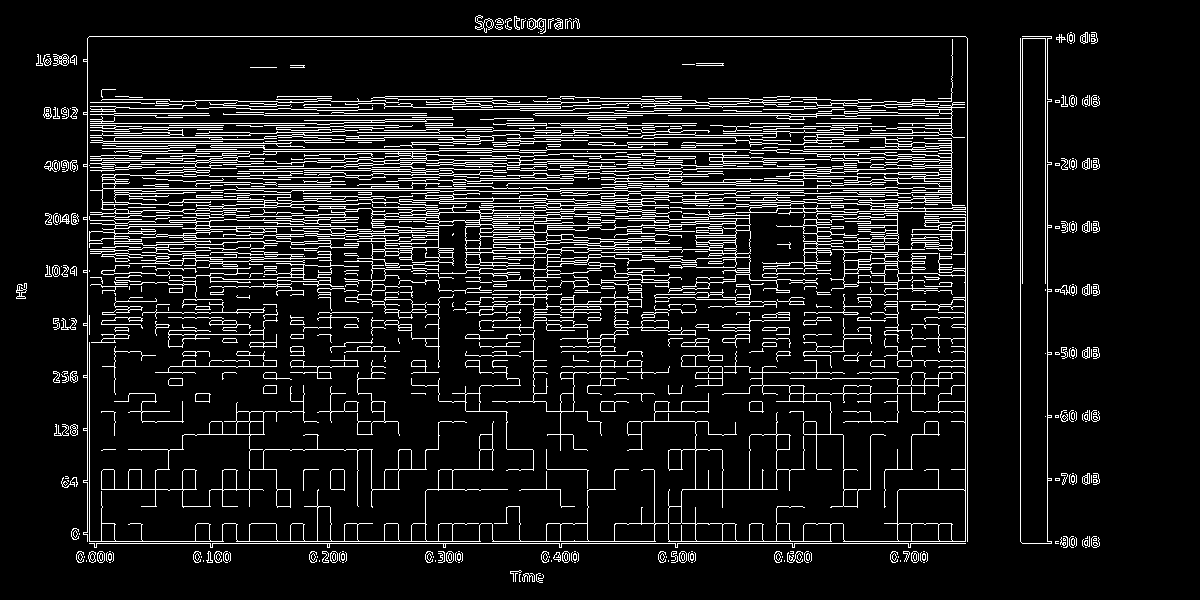 Spectrogram
16384
8192
4096
2048
1024
512
256
128
64
0
Hz
0.000 0.100 0.200 0.300 0.400 0.500 0.600 0.700
Time
+0 dB
-10 dB
-20 dB
-30 dB
-40 dB
-50 dB
-60 dB
-70 dB
-80 dB